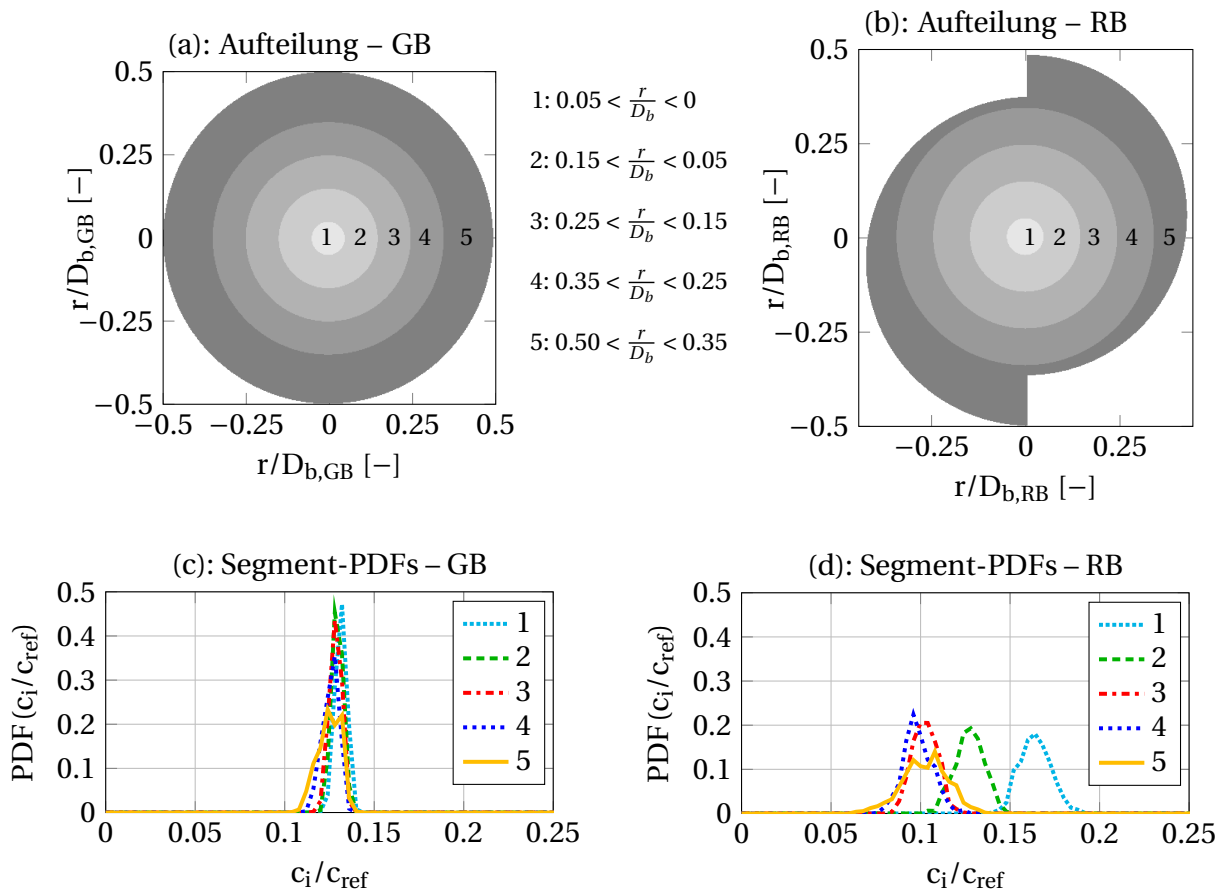 (a): Aufteilung – GB
0.5
0.25
0
−0.25
−0.5
r/D_b,GB [−]
1 2 3 4 5
−0.5 −0.25 0 0.25 0.5
r/D_b,GB [−]
1: 0.05 < r/D_b < 0
2: 0.15 < r/D_b < 0.05
3: 0.25 < r/D_b < 0.15
4: 0.35 < r/D_b < 0.25
5: 0.50 < r/D_b < 0.35
(b): Aufteilung – RB
0.5
0.25
0
−0.25
−0.5
r/D_b,RB [−]
1 2 3 4 5
−0.25 0 0.25
r/D_b,RB [−]
(c): Segment-PDFs – GB
0.5
0.4
0.3
0.2
0.1
0
PDF (c_i/c_ref)
1
2
3
4
5
0 0.05 0.1 0.15 0.2 0.25
c_i/c_ref
(d): Segment-PDFs – RB
0.5
0.4
0.3
0.2
0.1
0
PDF (c_i/c_ref)
1
2
3
4
5
0 0.05 0.1 0.15 0.2 0.25
c_i/c_ref